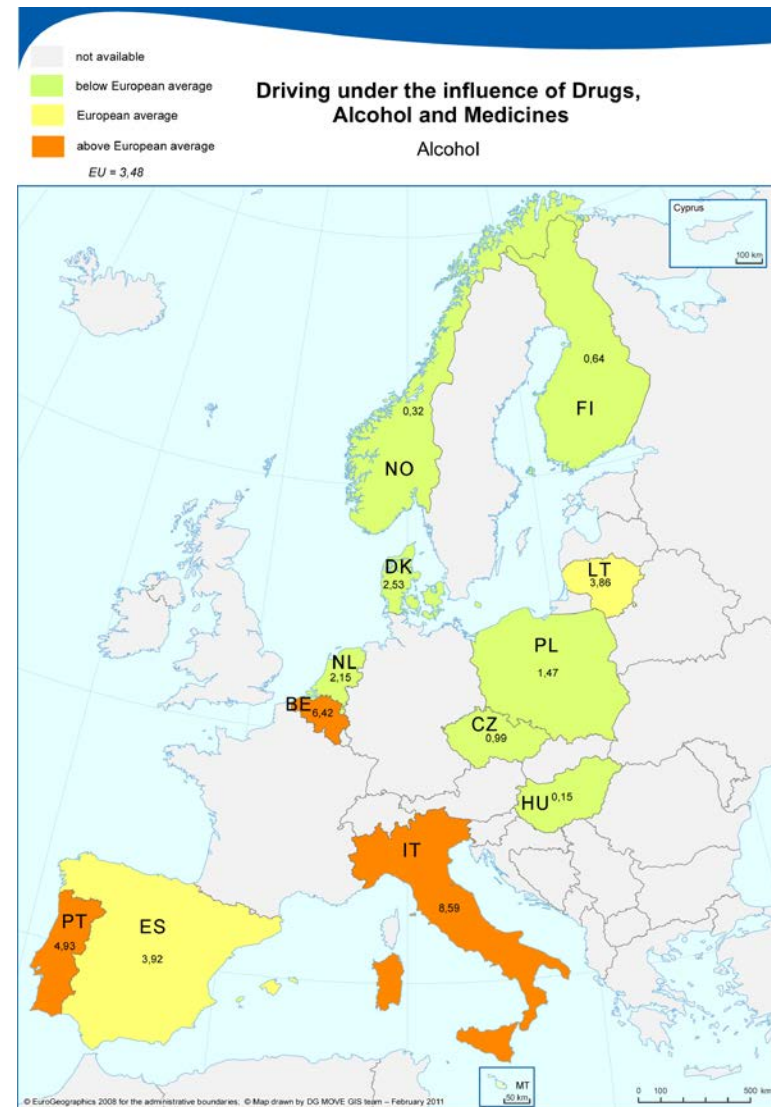 not available
below European average
European average
above European average
EU = 3,48
Driving under the influence of Drugs,
Alcohol and Medicines
Alcohol
Cyprus
100 km
0,64
FI
0,32
NO
DK
2,53
LT
3,86
NL
2,15
PL
1,47
BE
6,42
CZ
0,99
HU
0,15
IT
8,59
PT
4,93
ES
3,92
MT
50 km
0 100 500 km
© EuroGeographics 2008 for the administrative boundaries; © Map drawn by DG MOVE GIS team – February 2011